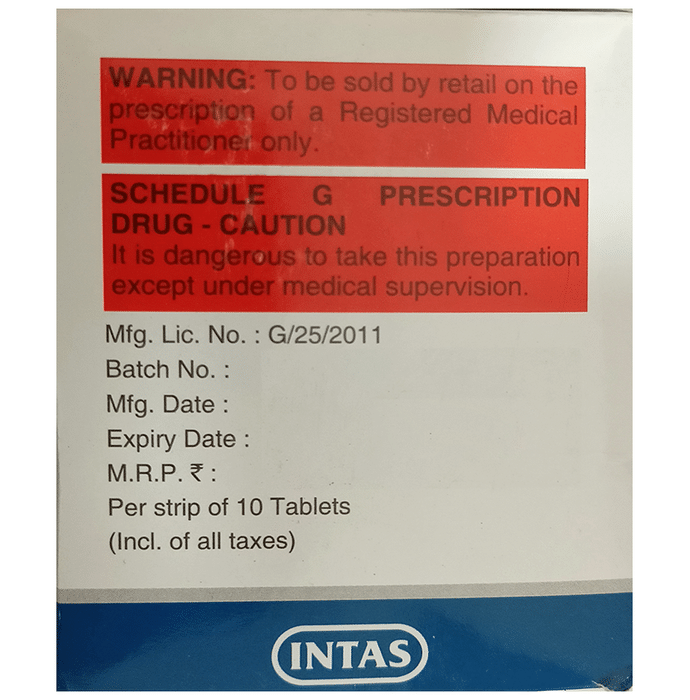 WARNING: To be sold by retail on the
prescription of a Registered Medical
Practitioner only.
SCHEDULE G PRESCRIPTION
DRUG - CAUTION
It is dangerous to take this preparation
except under medical supervision.
Mfg. Lic. No. : G/25/2011
Batch No. :
Mfg. Date :
Expiry Date :
M.R.P. ₹ :
Per strip of 10 Tablets
(Incl. of all taxes)
INTAS